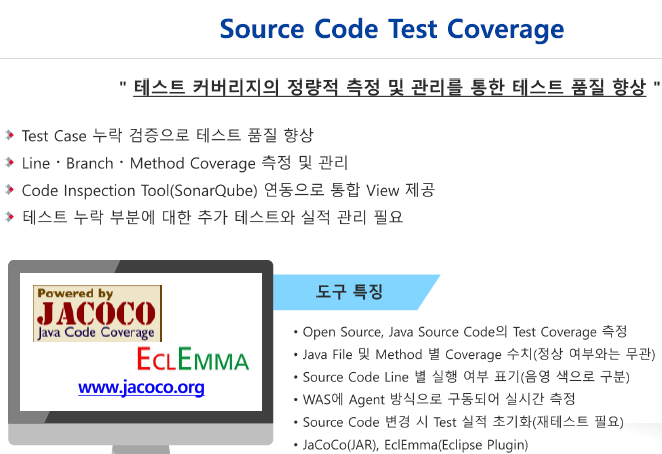 Source Code Test Coverage
" 테스트 커버리지의 정량적 측정 및 관리를 통한 테스트 품질 향상 "
Test Case 누락 검증으로 테스트 품질 향상
Line · Branch · Method Coverage 측정 및 관리
Code Inspection Tool(SonarQube) 연동으로 통합 View 제공
테스트 누락 부분에 대한 추가 테스트와 실적 관리 필요
Powered by
JACOCO
Java Code Coverage
ECLEMMA
www.jacoco.org
도구 특징
• Open Source, Java Source Code의 Test Coverage 측정
• Java File 및 Method 별 Coverage 수치(정상 여부와는 무관)
• Source Code Line 별 실행 여부 표기(음영 색으로 구분)
• WAS에 Agent 방식으로 구동되어 실시간 측정
• Source Code 변경 시 Test 실적 초기화(재테스트 필요)
• JaCoCo(JAR), EclEmma(Eclipse Plugin)